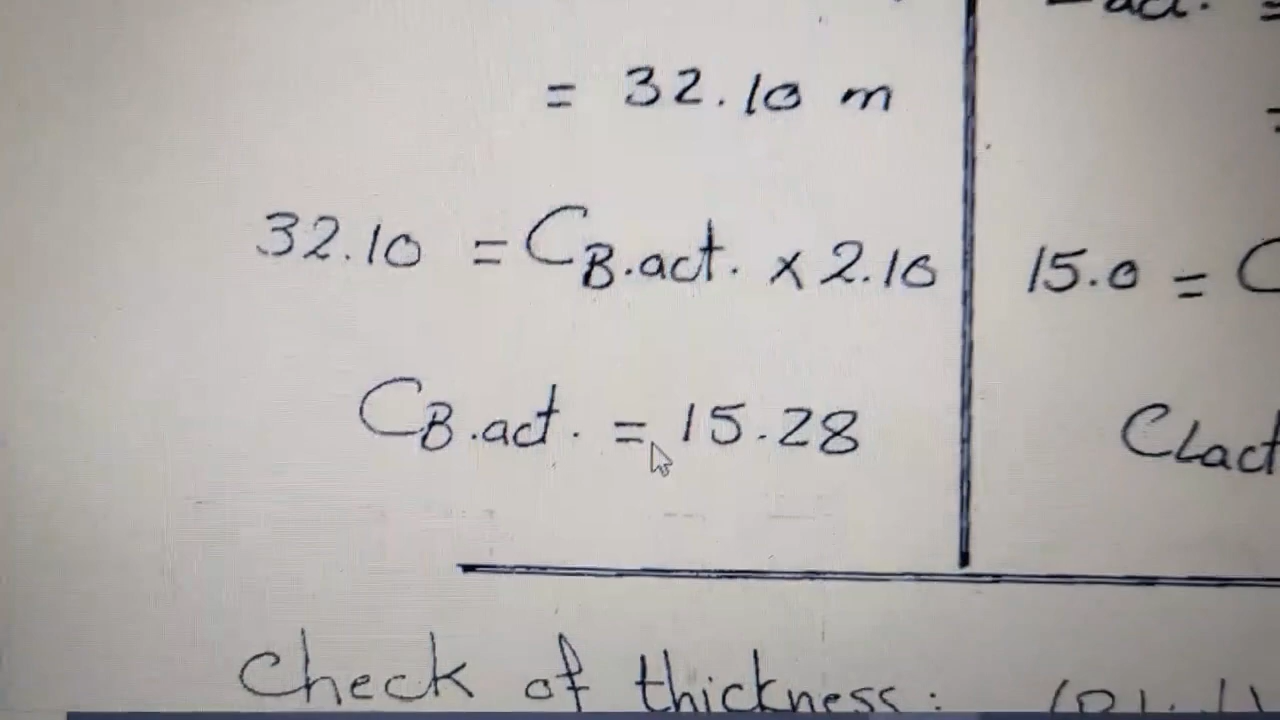 = 32.10 m
32.10 = CB.act. × 2.10
15.0 = C
CB.act. = 15.28
CLact
Check of thickness: